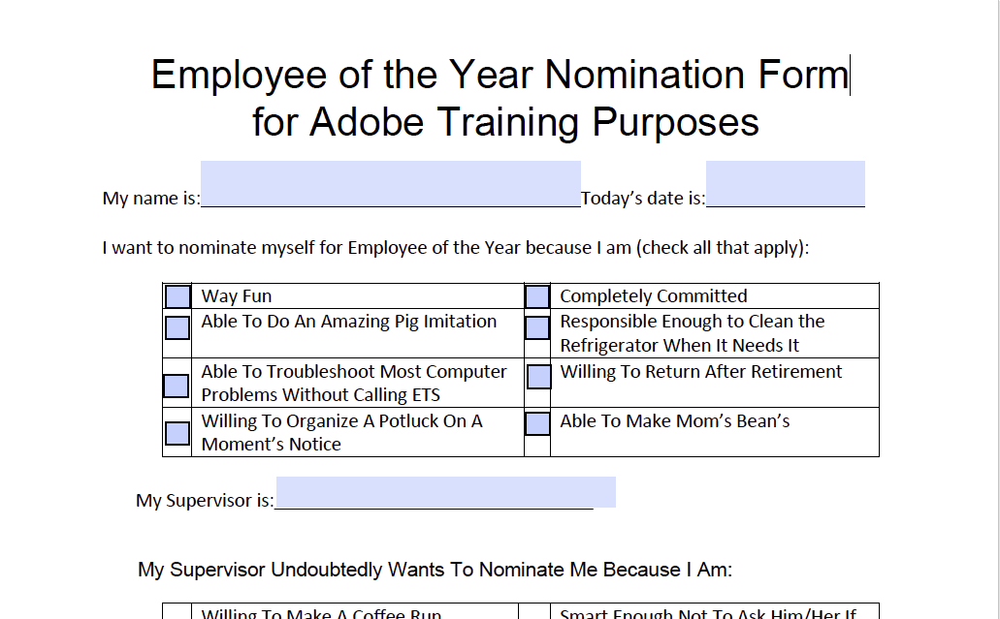 Employee of the Year Nomination Form
for Adobe Training Purposes
My name is: Today’s date is:
I want to nominate myself for Employee of the Year because I am (check all that apply):
Way Fun
Completely Committed
Able To Do An Amazing Pig Imitation
Responsible Enough to Clean the
Refrigerator When It Needs It
Able To Troubleshoot Most Computer
Problems Without Calling ETS
Willing To Return After Retirement
Willing To Organize A Potluck On A
Moment’s Notice
Able To Make Mom’s Bean’s
My Supervisor is:
My Supervisor Undoubtedly Wants To Nominate Me Because I Am:
Willing To Make A Coffee Run
Smart Enough Not To Ask Him/Her If